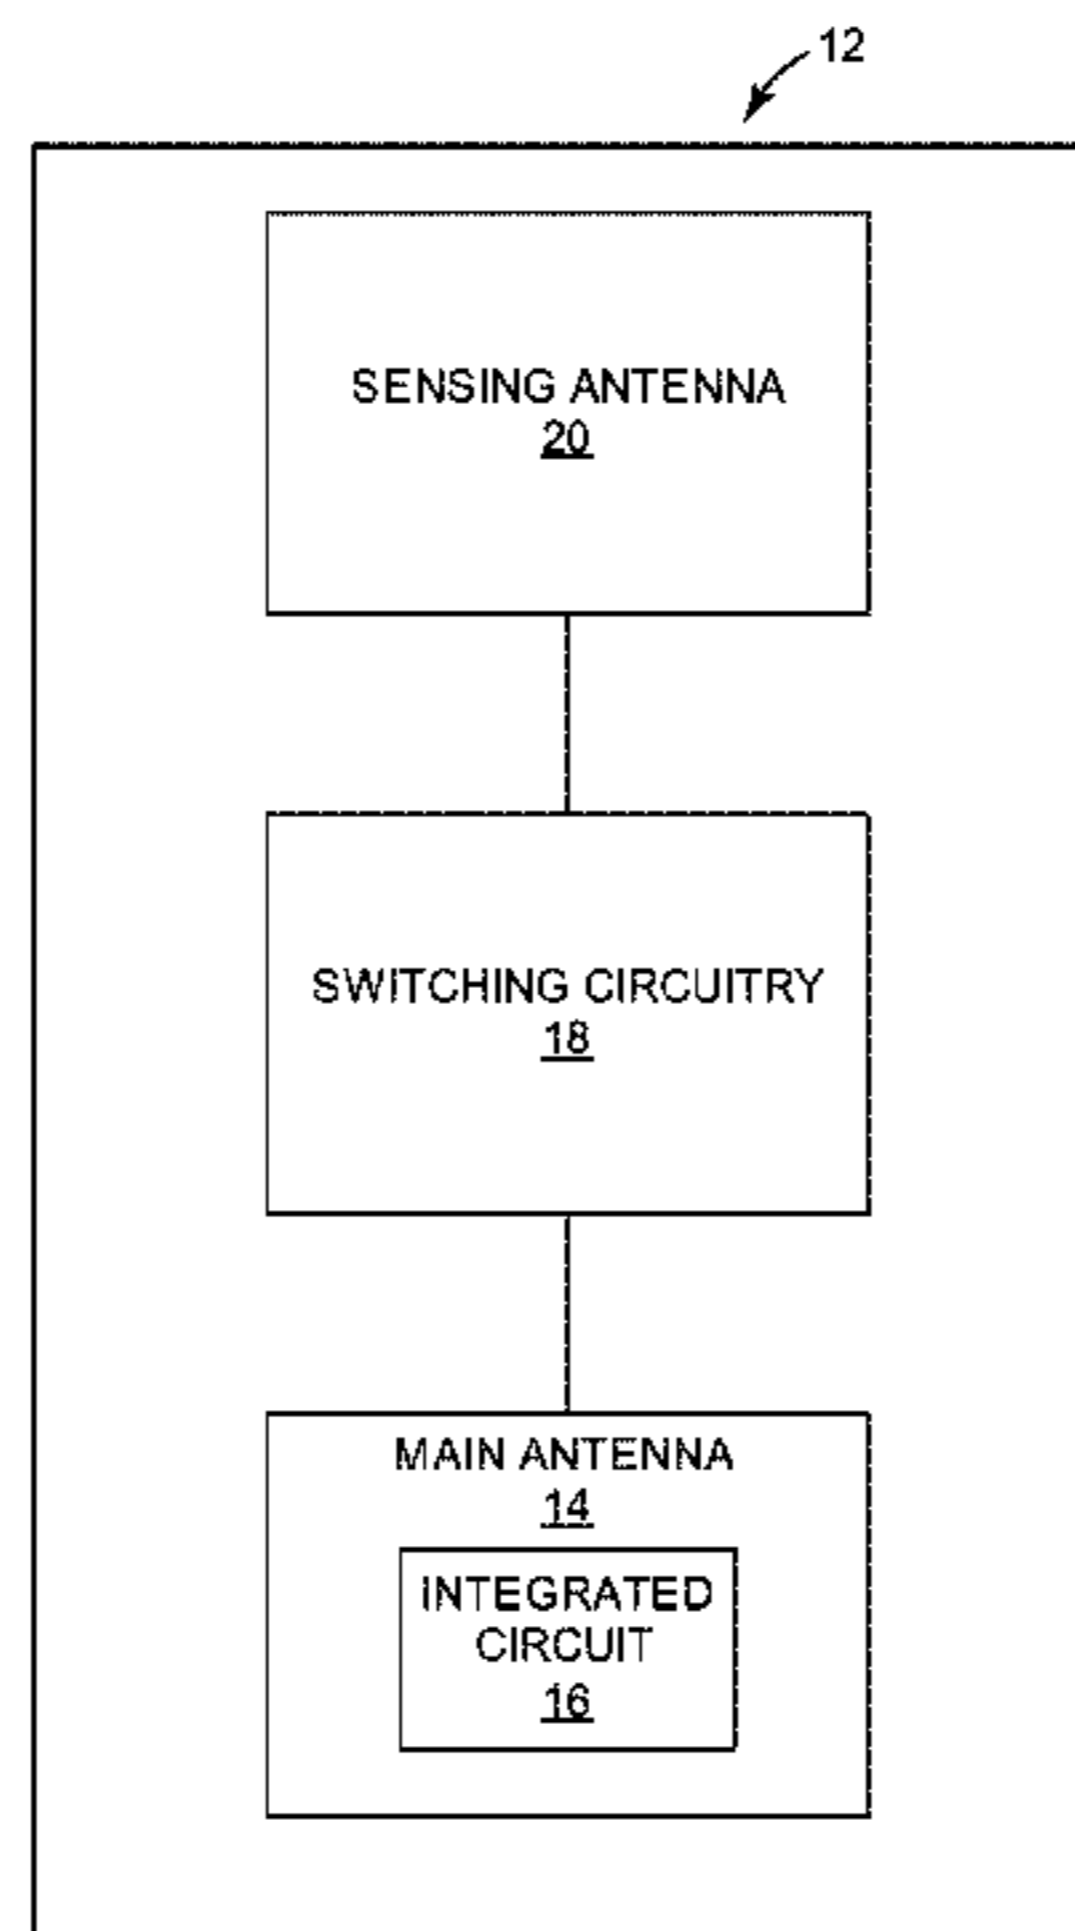 12
SENSING ANTENNA
20
SWITCHING CIRCUITRY
18
MAIN ANTENNA
14
INTEGRATED
CIRCUIT
16